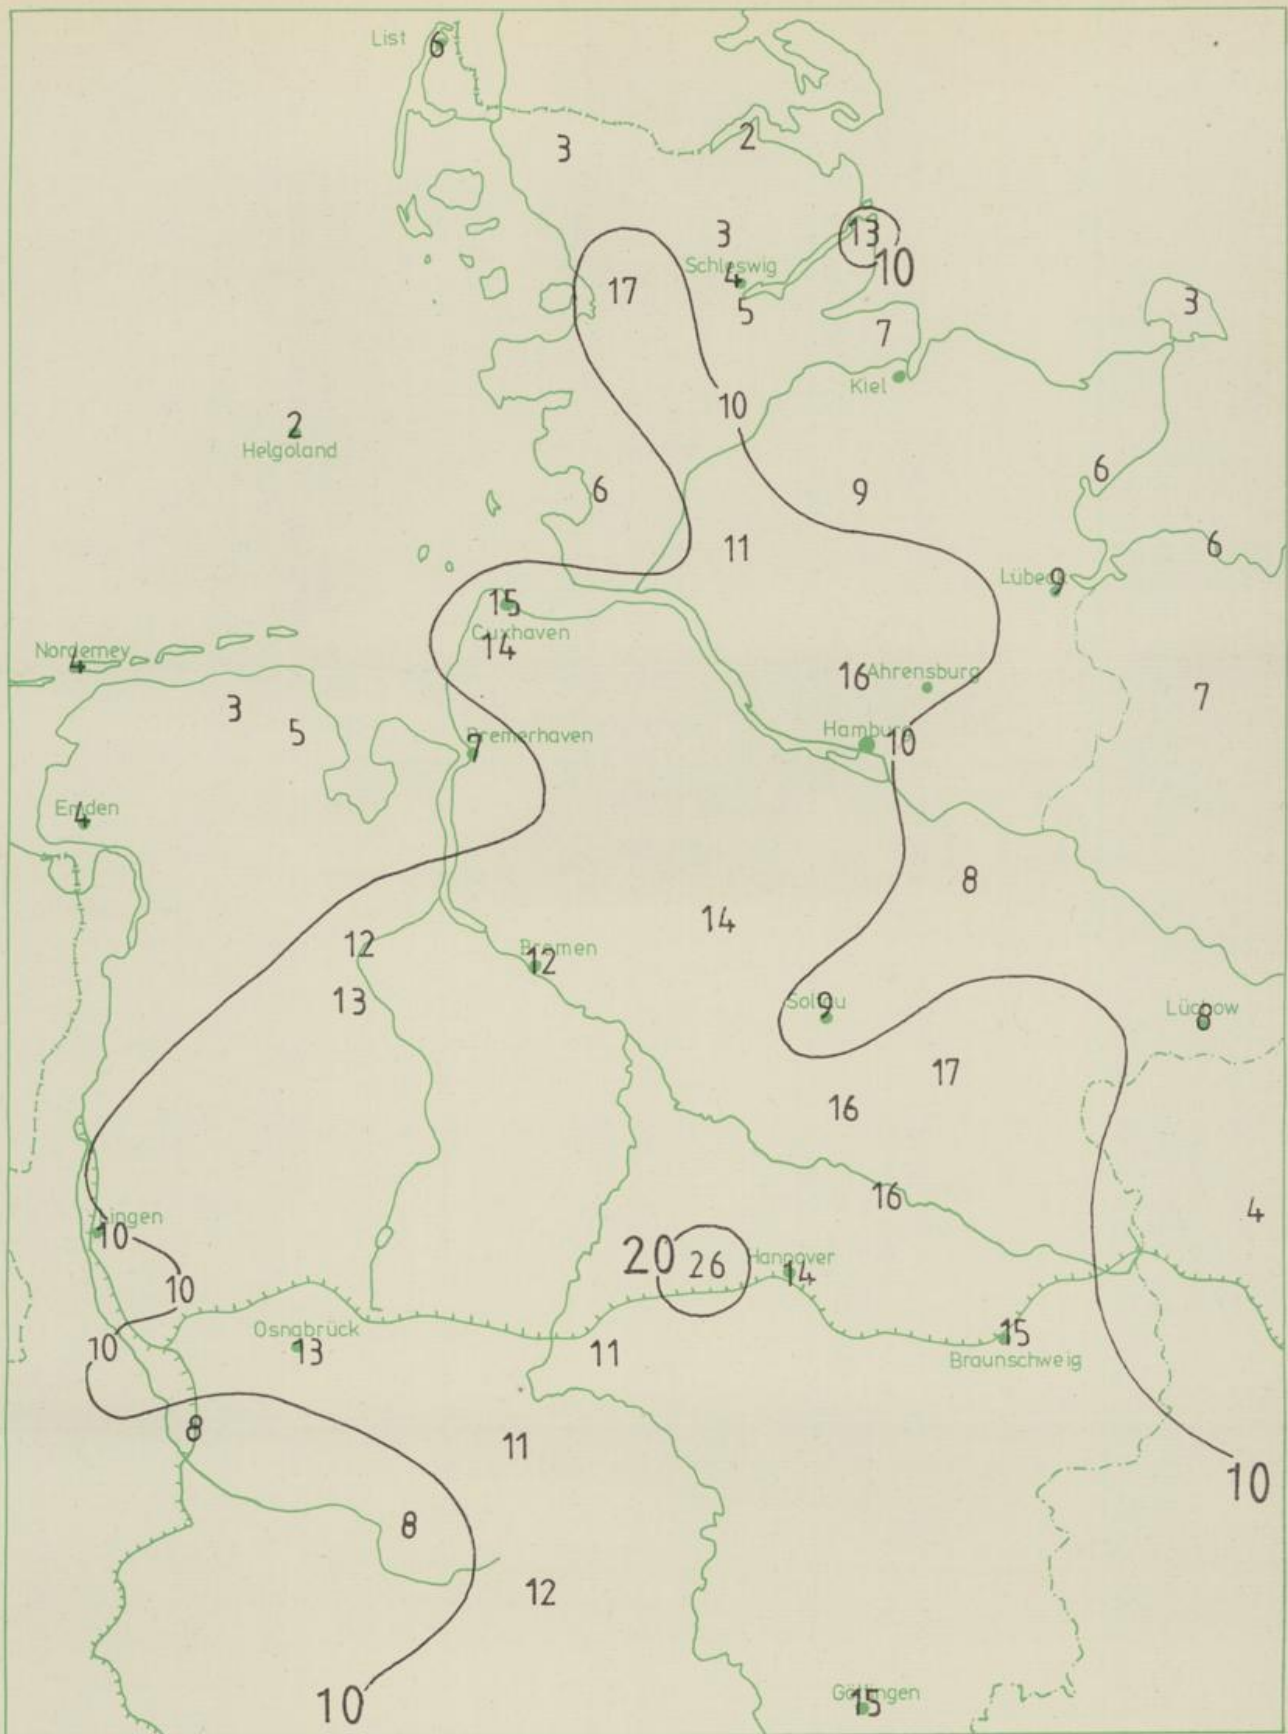 List
6
3
2
3
13
10
Schleswig
4
17
5
3
7
Kiel
10
2
Helgoland
6
9
6
11
6
Lübeck
9
15
Cuxhaven
14
Norderney
4
16
Ahrensburg
3
5
7
Hamburg
10
7
Bremerhaven
Emden
4
8
14
12
Bremen
12
13
Soltau
9
Lüchow
8
17
16
16
4
Lingen
10
20
26
Hannover
14
10
Osnabrück
13
10
11
15
Braunschweig
8
11
10
8
12
10
Göttingen
15